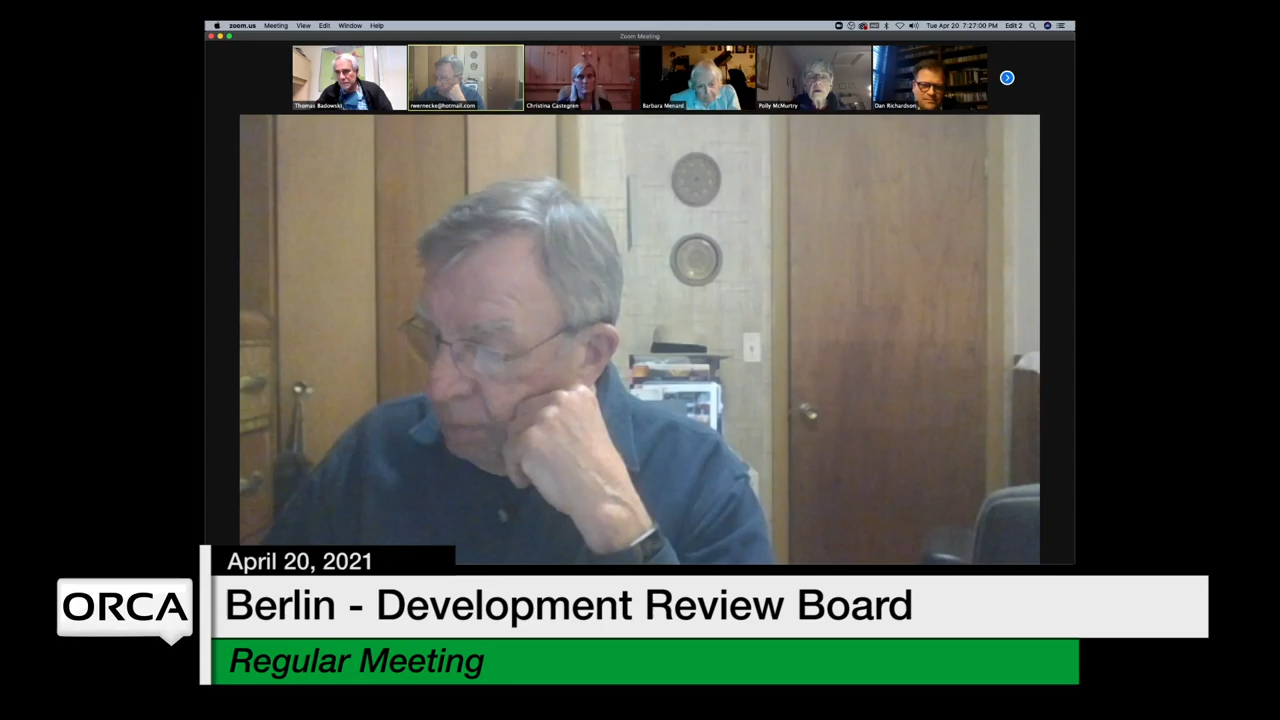 zoom.us Meeting View Edit Window Help Tue Apr 20 7:27:00 PM Edit 2
Zoom Meeting
Thomas Badowski rwernecke@hotmail.com Christina Castegren Barbara Menard Polly McMurtry Dan Richardson
April 20, 2021
ORCA
Berlin - Development Review Board
Regular Meeting